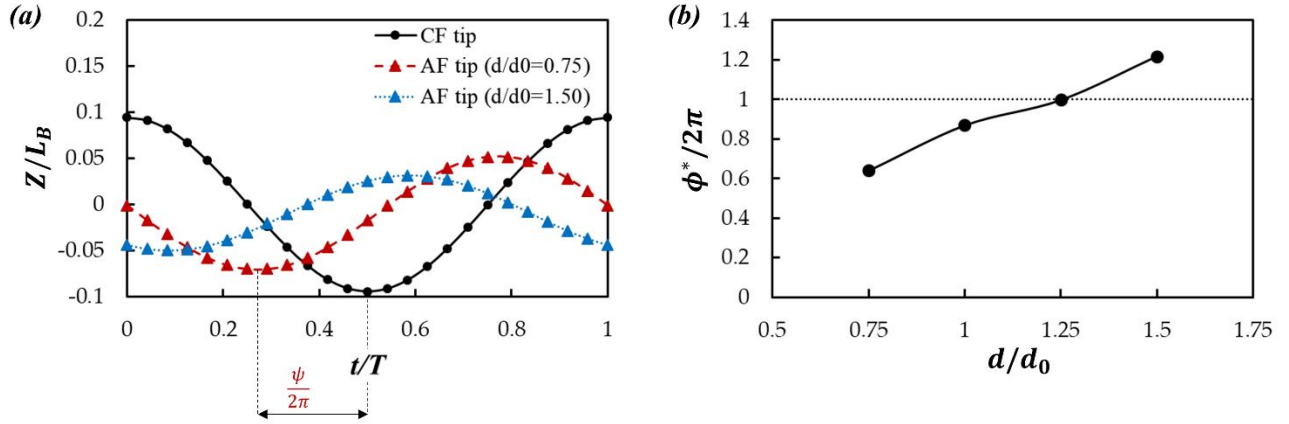 (a)
0.2
0.15
0.1
0.05
0
-0.05
-0.1
Z/L_B
CF tip
AF tip (d/d0=0.75)
AF tip (d/d0=1.50)
0 0.2 0.4 0.6 0.8 1
t/T
ψ/2π
(b)
1.4
1.2
1
0.8
0.6
0.4
0.2
0
ϕ*/2π
0.5 0.75 1 1.25 1.5 1.75
d/d₀